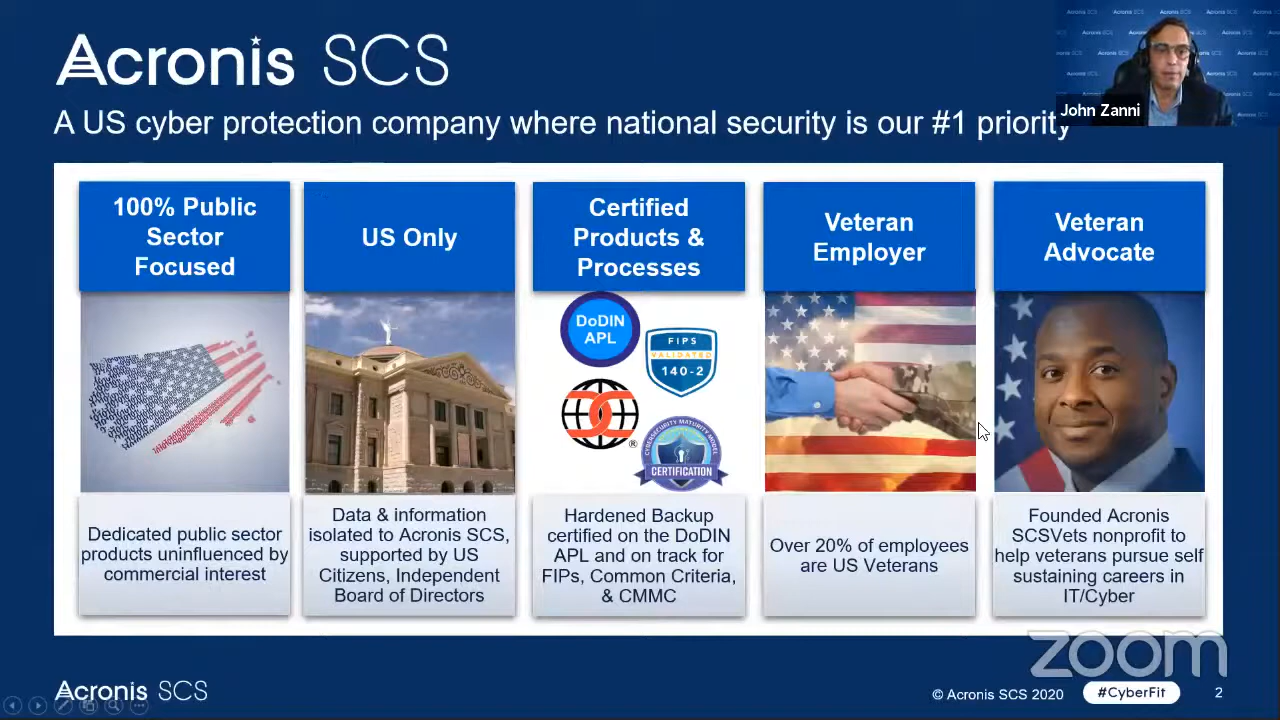 Acronis SCS
A US cyber protection company where national security is our #1 priority
John Zanni
100% Public
Sector
Focused
Dedicated public sector
products uninfluenced by
commercial interest
US Only
Data & information
isolated to Acronis SCS,
supported by US
Citizens, Independent
Board of Directors
Certified
Products &
Processes
DoDIN
APL
FIPS
VALIDATED
140-2
®
CYBERSECURITY MATURITY MODEL
CERTIFICATION
Hardened Backup
certified on the DoDIN
APL and on track for
FIPs, Common Criteria,
& CMMC
Veteran
Employer
Over 20% of employees
are US Veterans
Veteran
Advocate
Founded Acronis
SCSVets nonprofit to
help veterans pursue self
sustaining careers in
IT/Cyber
zoom
Acronis SCS
© Acronis SCS 2020
#CyberFit
2